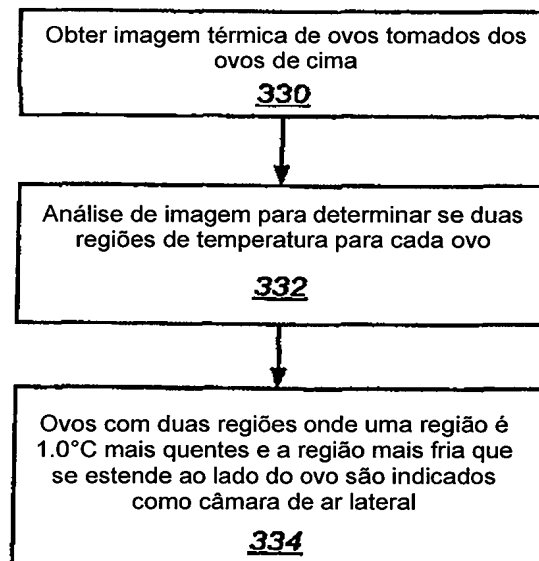 Obter imagem térmica de ovos tomados dos
ovos de cima
330
Análise de imagem para determinar se duas
regiões de temperatura para cada ovo
332
Ovos com duas regiões onde uma região é
1.0°C mais quentes e a região mais fria que
se estende ao lado do ovo são indicados
como câmara de ar lateral
334